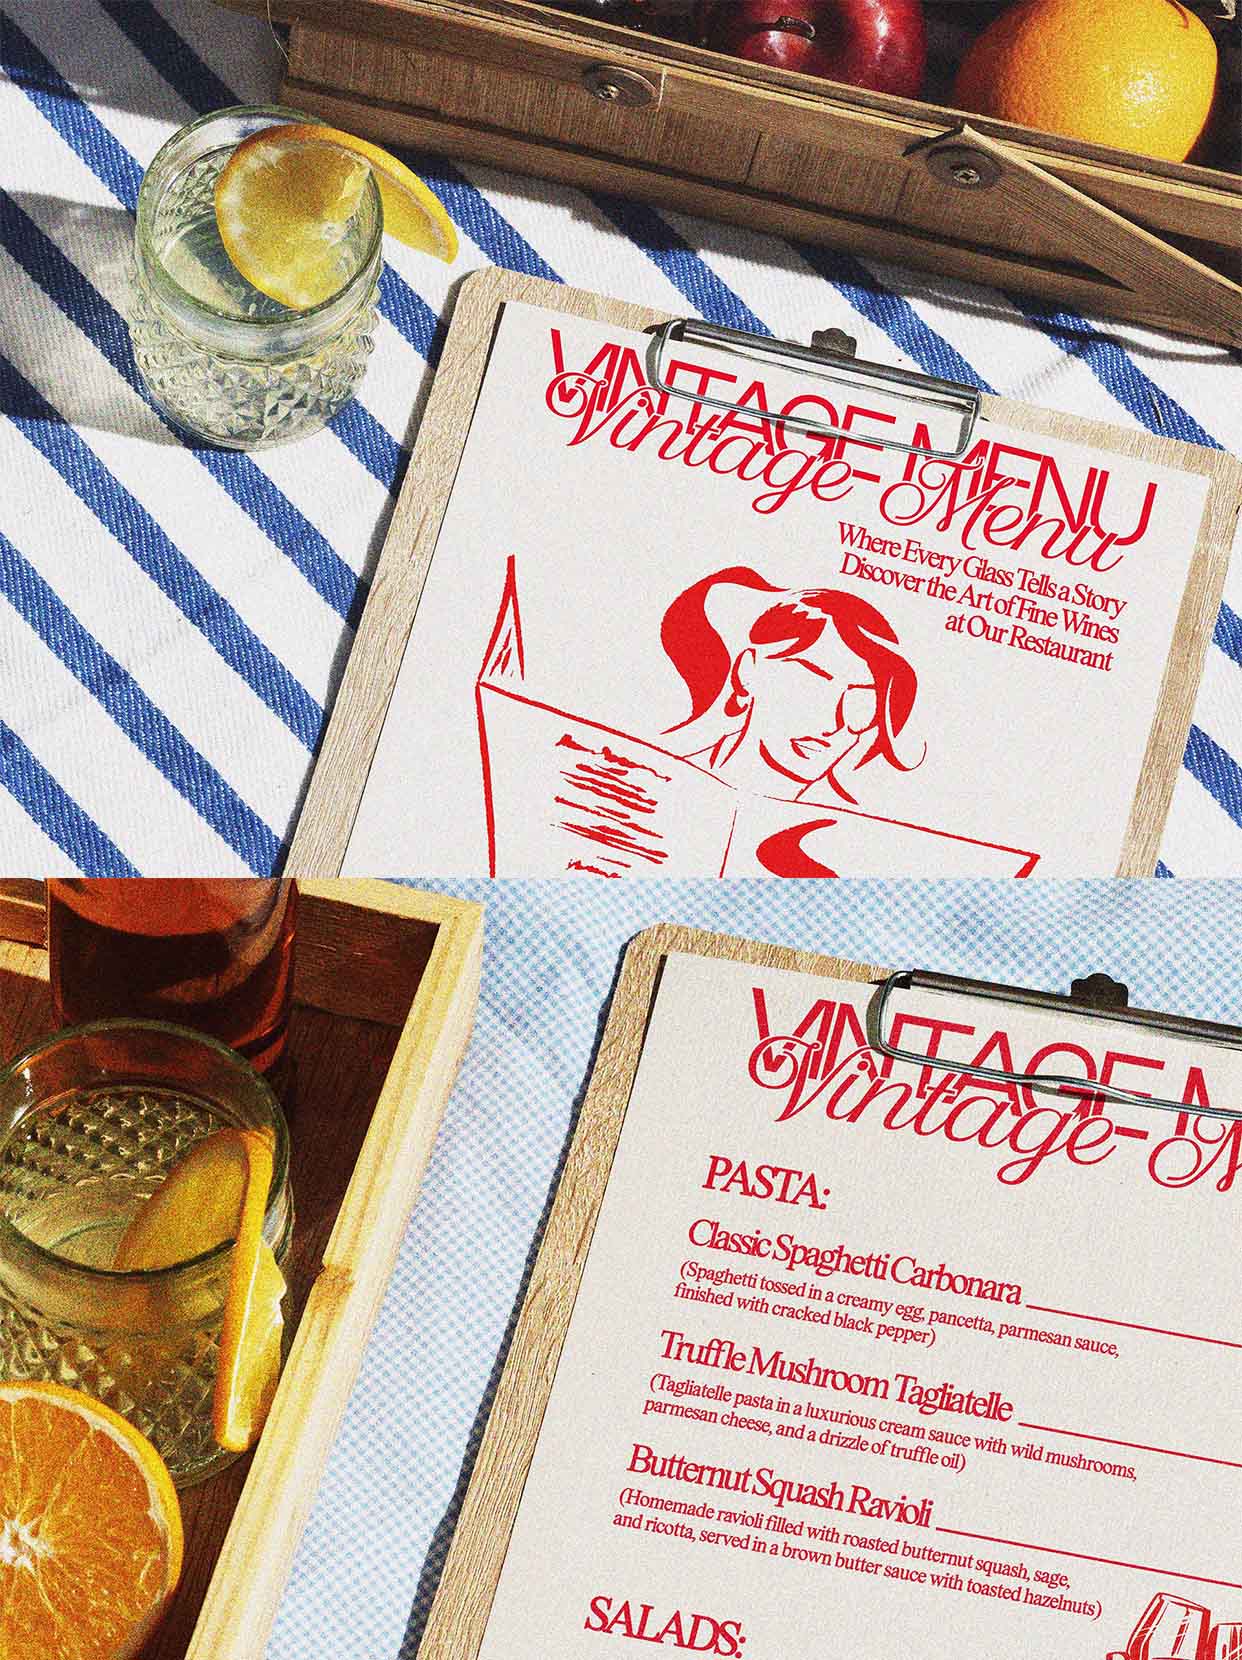 VINTAGE MENU
Vintage Menu
Where Every Glass Tells a Story
Discover the Art of Fine Wines
at Our Restaurant
VINTAGE M
Vintage M
PASTA:
Classic Spaghetti Carbonara
(Spaghetti tossed in a creamy egg, pancetta, parmesan sauce,
finished with cracked black pepper)
Truffle Mushroom Tagliatelle
(Tagliatelle pasta in a luxurious cream sauce with wild mushrooms,
parmesan cheese, and a drizzle of truffle oil)
Butternut Squash Ravioli
(Homemade ravioli filled with roasted butternut squash, sage,
and ricotta, served in a brown butter sauce with toasted hazelnuts)
SALADS: